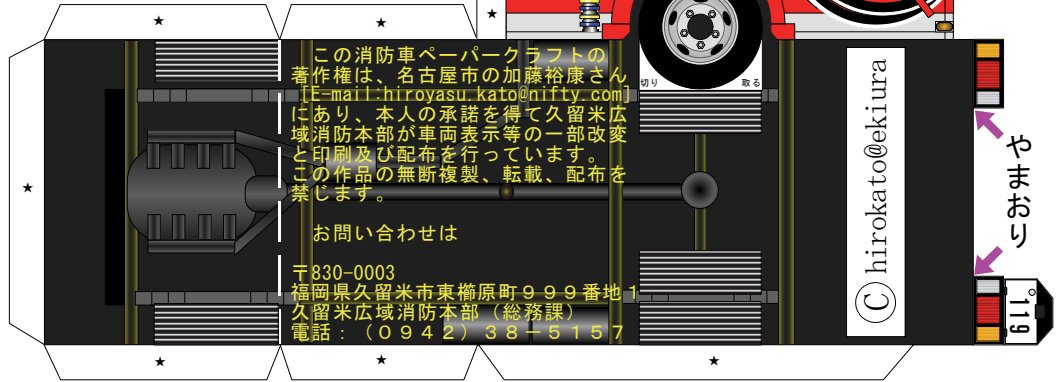 この消防車ペーパークラフトの
著作権は、名古屋市の加藤裕康さん
[E-mail:hiroyasu.kato@nifty.com]
にあり、本人の承諾を得て久留米広
域消防本部が車両表示等の一部改変
と印刷及び配布を行っています。
この作品の無断複製、転載、配布を
禁じます。
お問い合わせは
〒830-0003
福岡県久留米市東櫛原町９９９番地１
久留米広域消防本部（総務課）
電話：（０９４２）３８－５１５７
切り
取る
Ⓒ hirokato@ekiura
やまおり
119